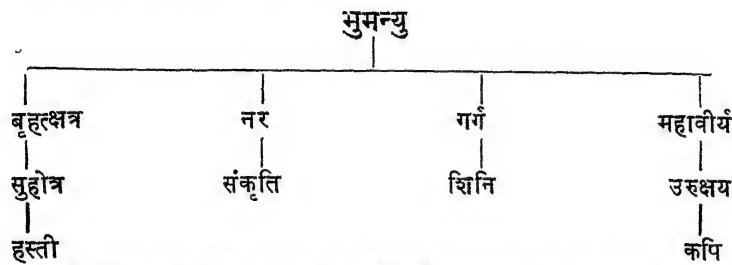 भुमन्यु
बृहत्क्षत्र नर गर्ग महावीर्य
सुहोत्र संकृति शिनि उरुक्षय
हस्ती कपि